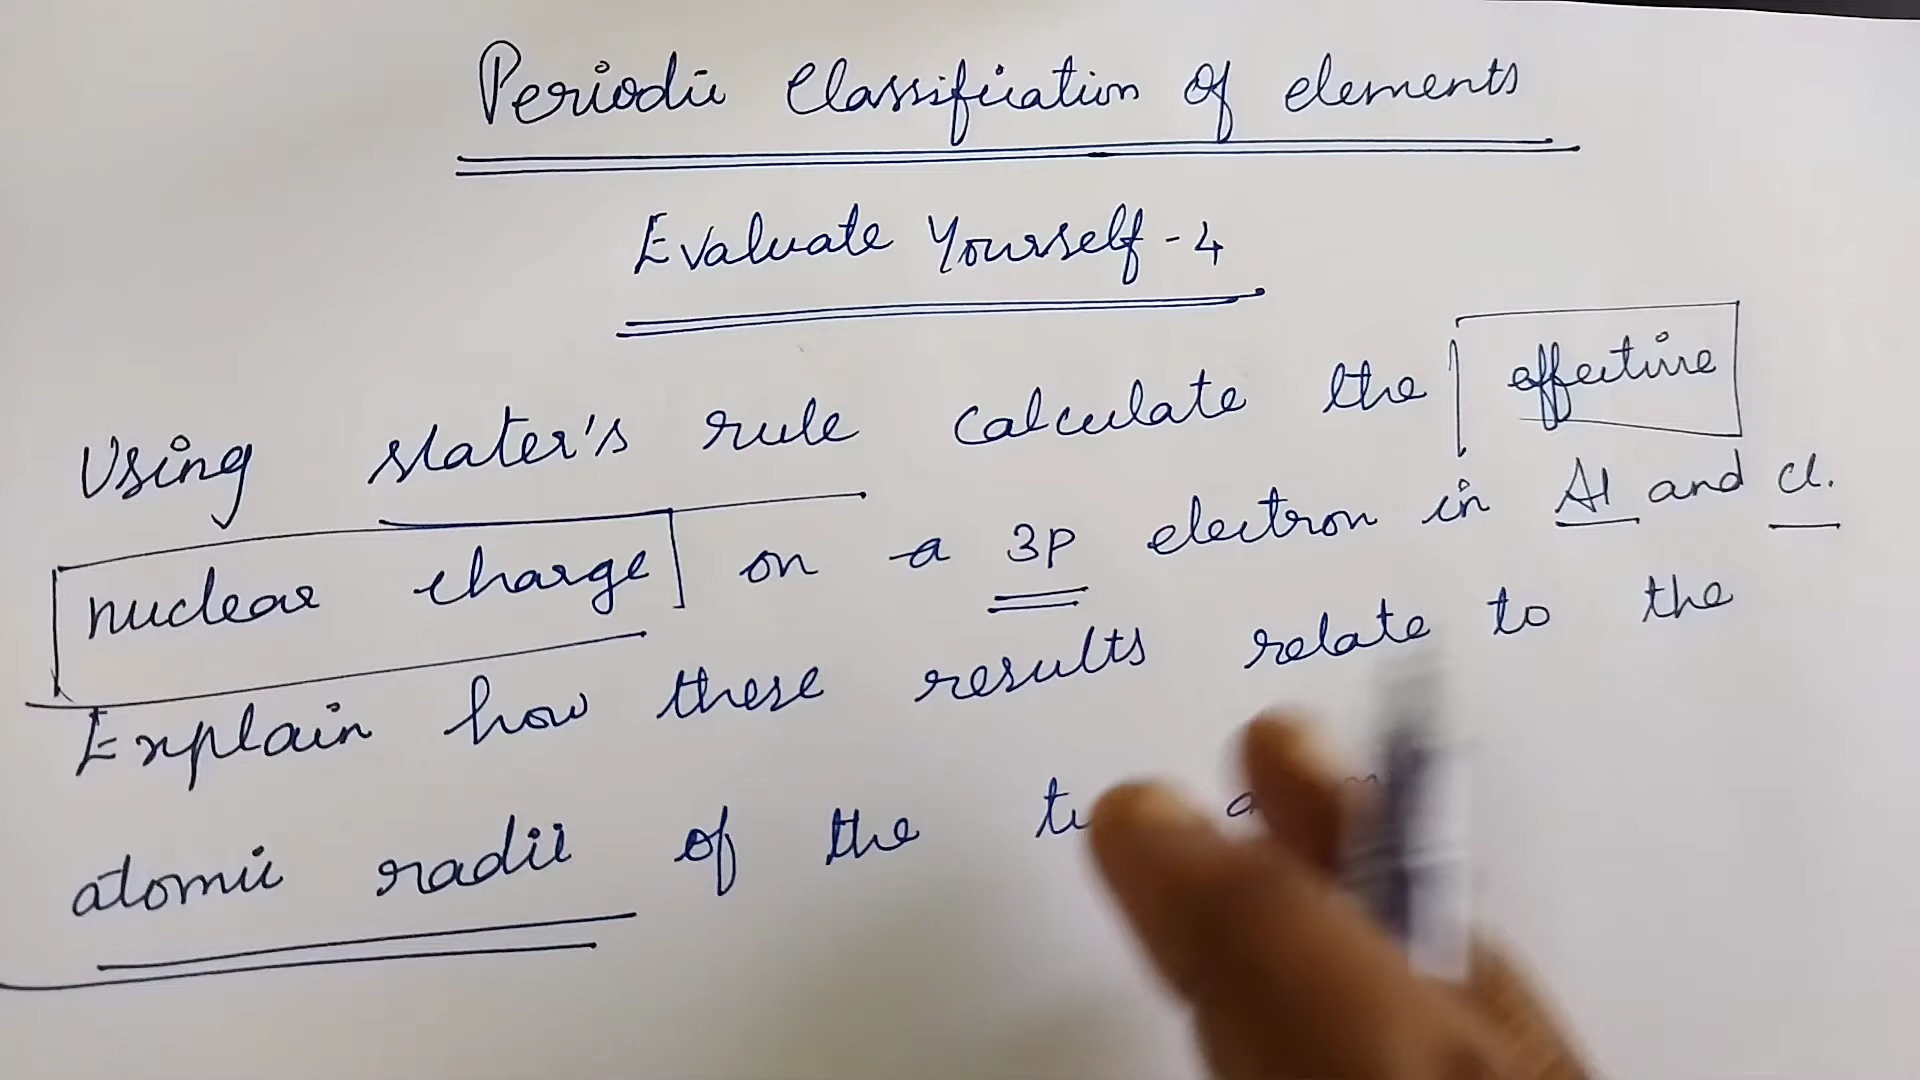 Periodic Classification of elements
Evaluate Yourself - 4
Using slater's rule calculate the effective
nuclear charge on a 3p electron in Al and Cl.
Explain how these results relate to the
atomic radii of the